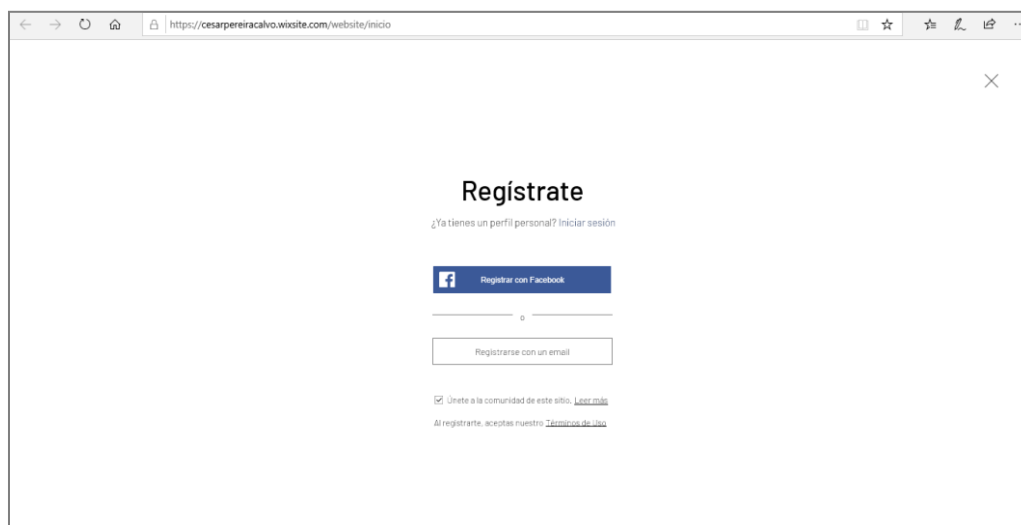 https://cesarpereiracalvo.wixsite.com/website/inicio
Regístrate
¿Ya tienes un perfil personal? Iniciar sesión
Registrar con Facebook
o
Registrarse con un email
Únete a la comunidad de este sitio. Leer más
Al registrarte, aceptas nuestro Términos de Uso